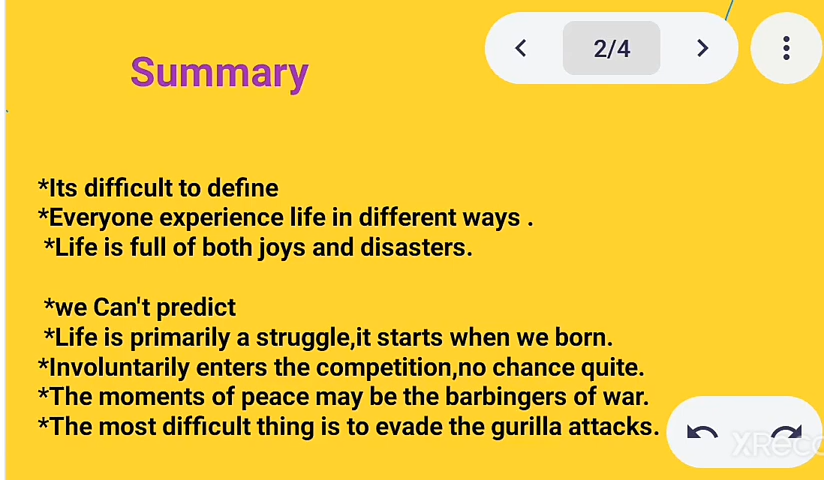 2/4
Summary
*Its difficult to define
*Everyone experience life in different ways .
*Life is full of both joys and disasters.
*we Can't predict
*Life is primarily a struggle,it starts when we born.
*Involuntarily enters the competition,no chance quite.
*The moments of peace may be the barbingers of war.
*The most difficult thing is to evade the gurilla attacks.